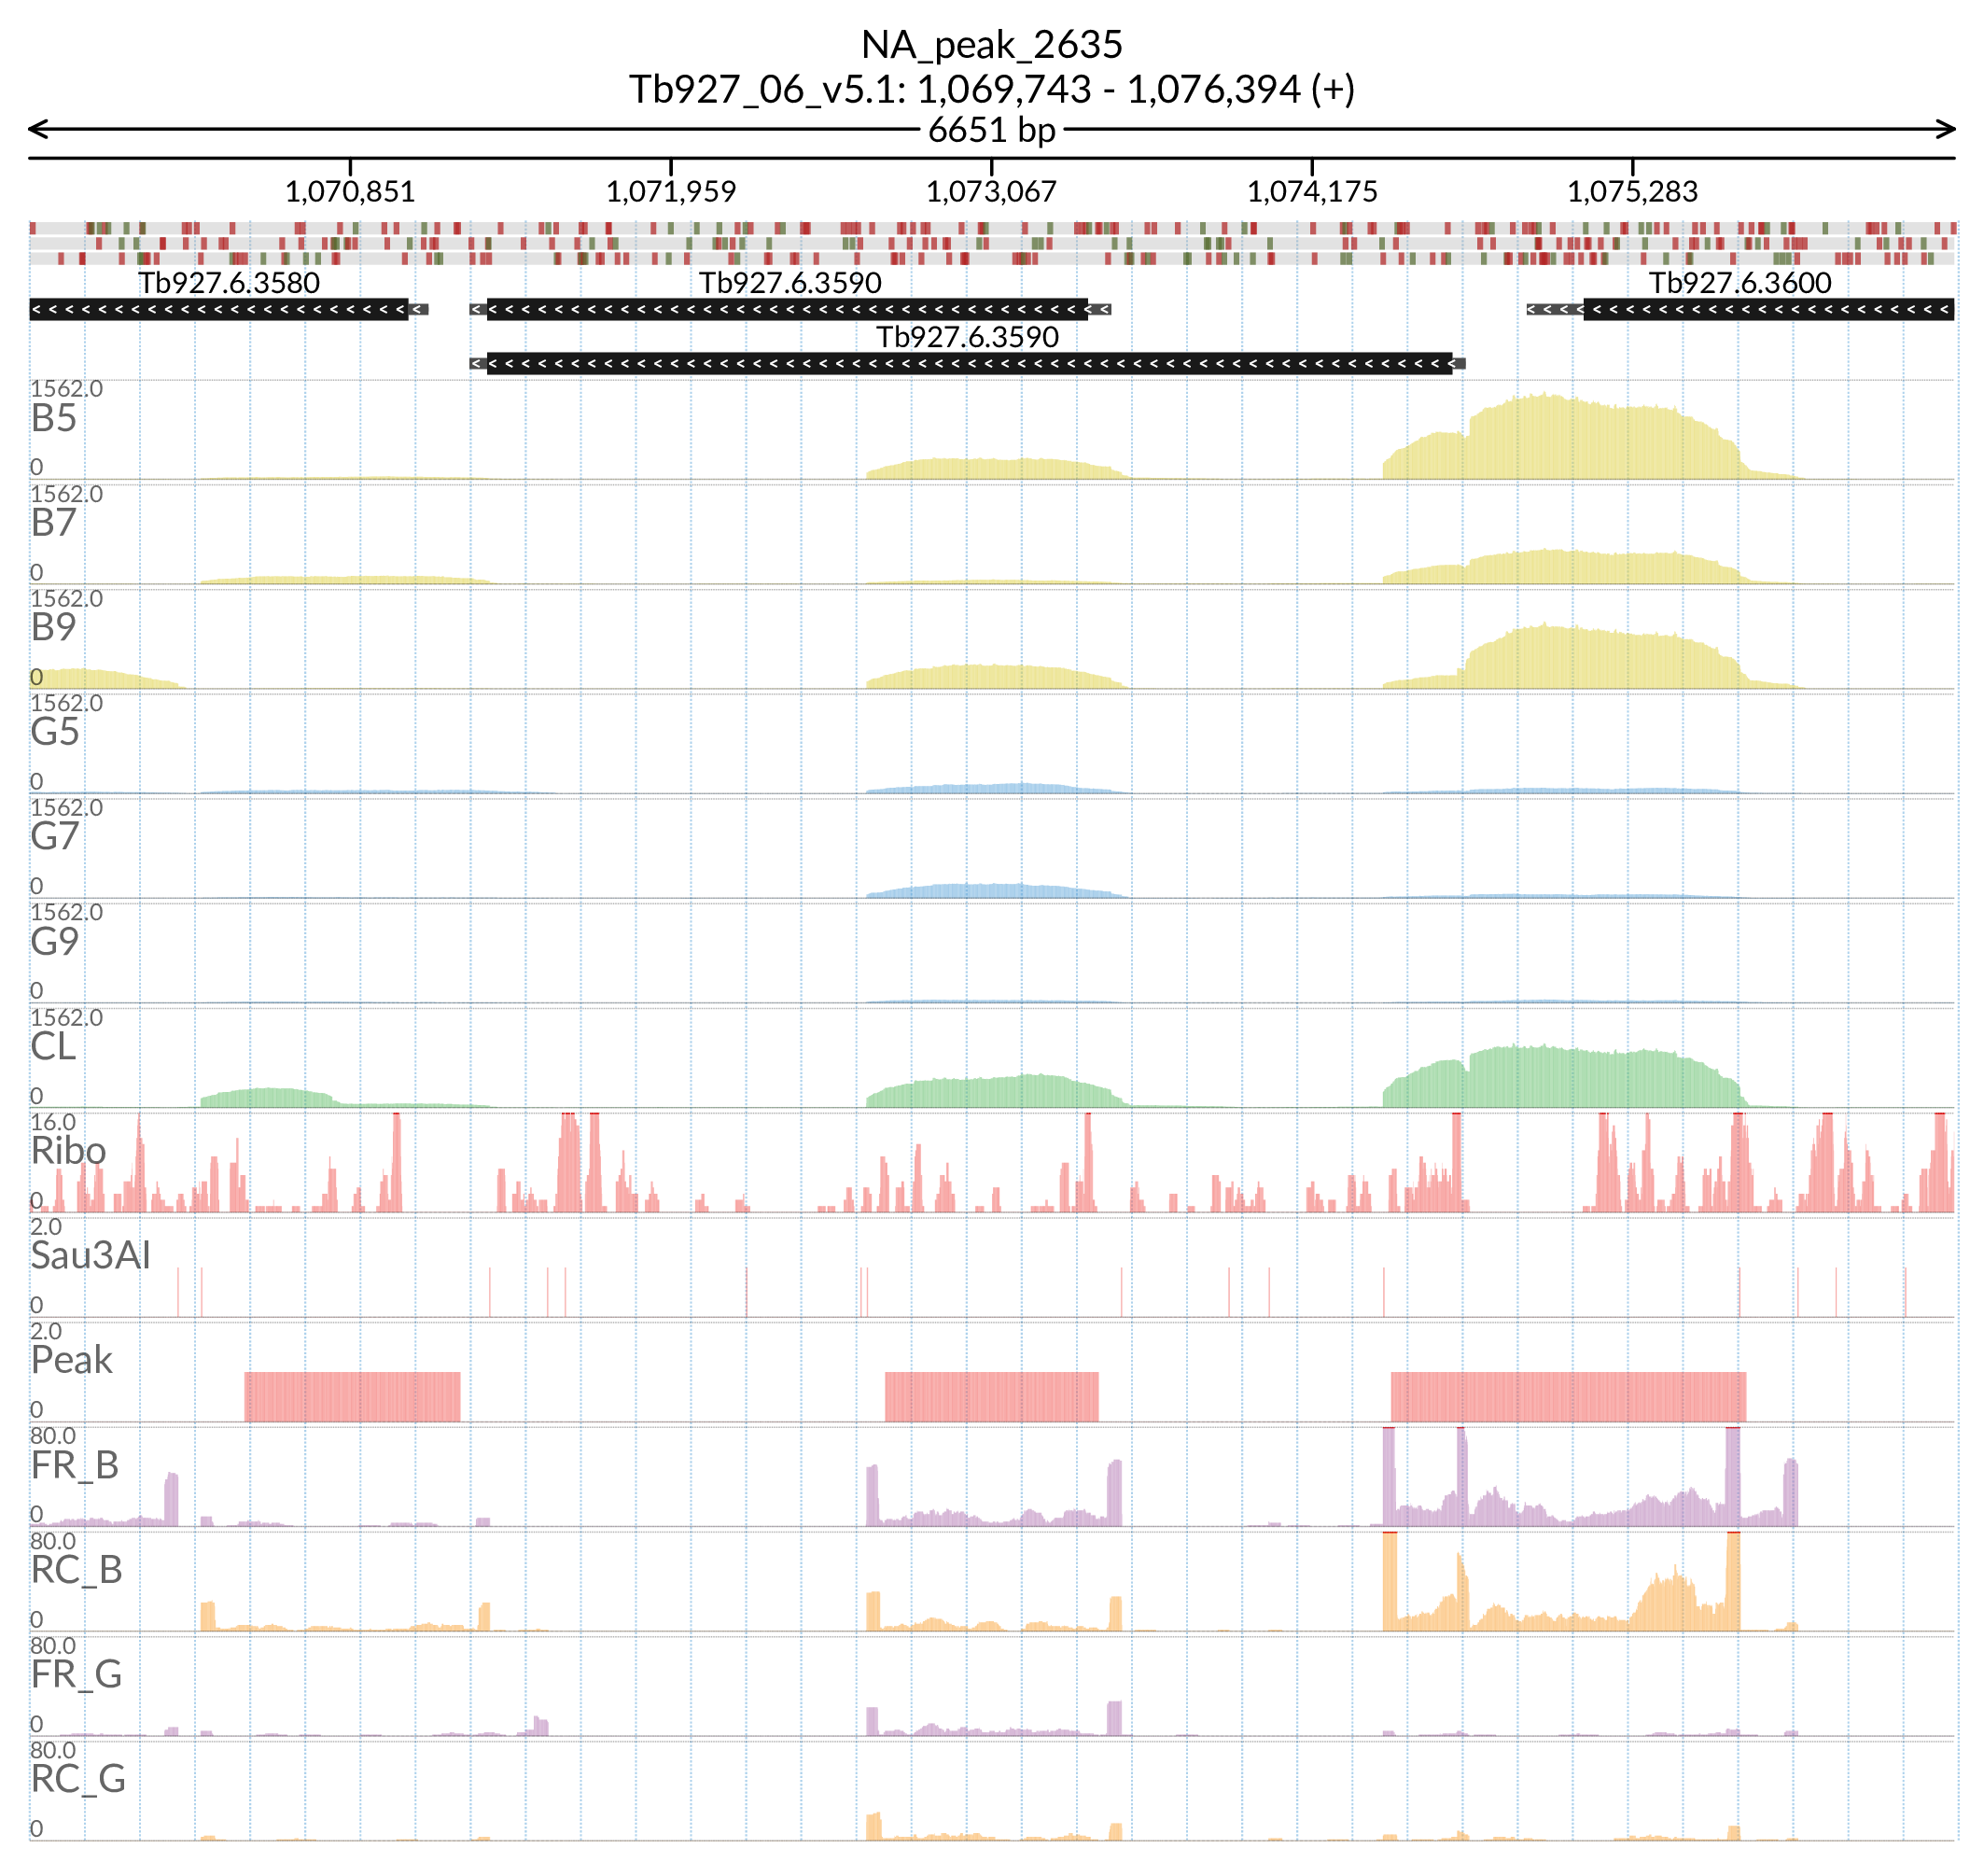 NA_peak_2635
Tb927_06_v5.1: 1,069,743 - 1,076,394 (+)
6651 bp
1,070,851 1,071,959 1,073,067 1,074,175 1,075,283
Tb927.6.3580 Tb927.6.3590 Tb927.6.3600
Tb927.6.3590
1562.0
B5
0
1562.0
B7
0
1562.0
B9
0
1562.0
G5
0
1562.0
G7
0
1562.0
G9
0
1562.0
CL
0
16.0
Ribo
0
2.0
Sau3AI
0
2.0
Peak
0
80.0
FR_B
0
80.0
RC_B
0
80.0
FR_G
0
80.0
RC_G
0